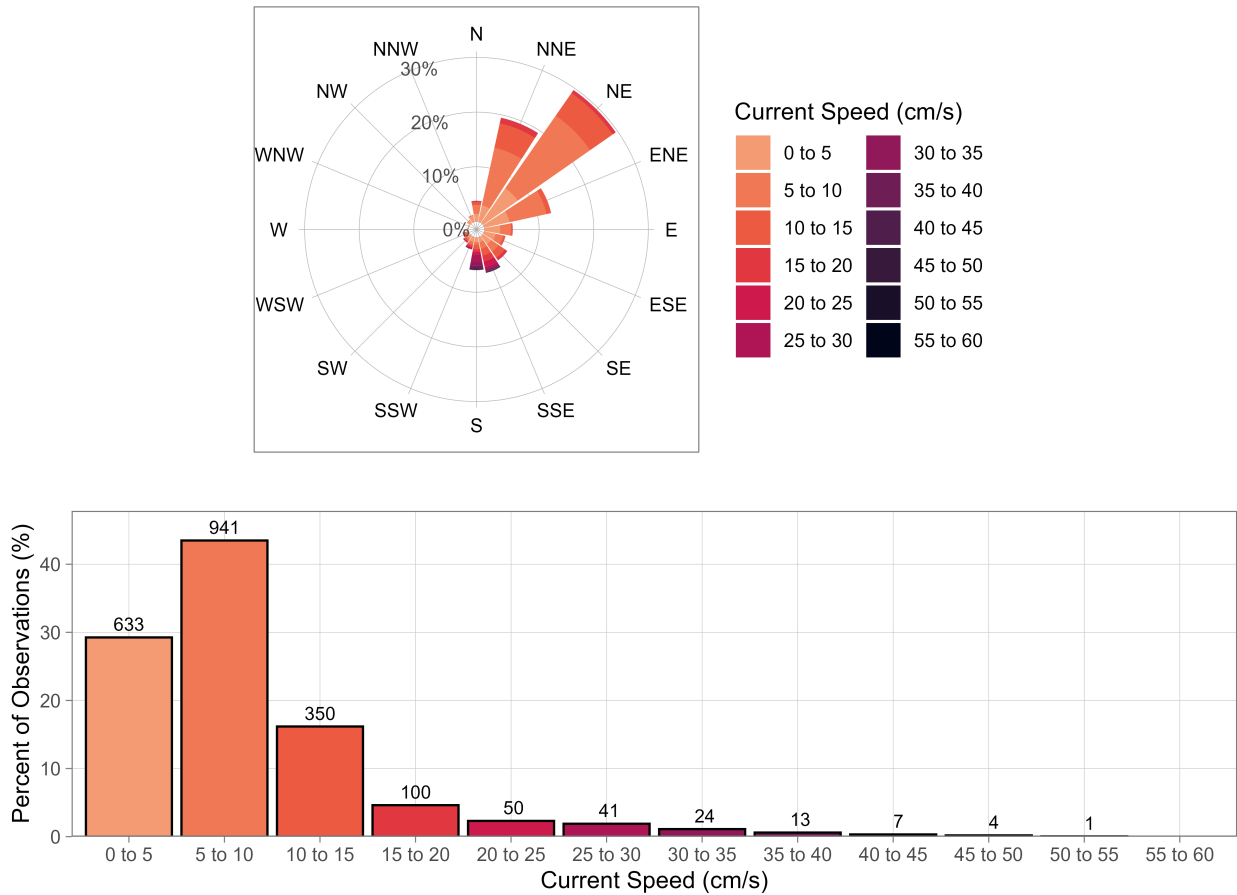 N
NNW
NNE
30%
NW
NE
20%
WNW
ENE
10%
W
0%
E
WSW
ESE
SW
SE
SSW
SSE
S
Current Speed (cm/s)
0 to 5
30 to 35
5 to 10
35 to 40
10 to 15
40 to 45
15 to 20
45 to 50
20 to 25
50 to 55
25 to 30
55 to 60
Percent of Observations (%)
40
30
20
10
0
633
941
350
100
50
41
24
13
7
4
1
0 to 5
5 to 10
10 to 15
15 to 20
20 to 25
25 to 30
30 to 35
35 to 40
40 to 45
45 to 50
50 to 55
55 to 60
Current Speed (cm/s)